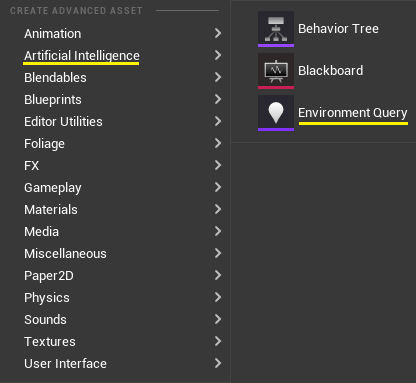 CREATE ADVANCED ASSET
Animation
Artificial Intelligence
Blendables
Blueprints
Editor Utilities
Foliage
FX
Gameplay
Materials
Media
Miscellaneous
Paper2D
Physics
Sounds
Textures
User Interface
Behavior Tree
Blackboard
Environment Query